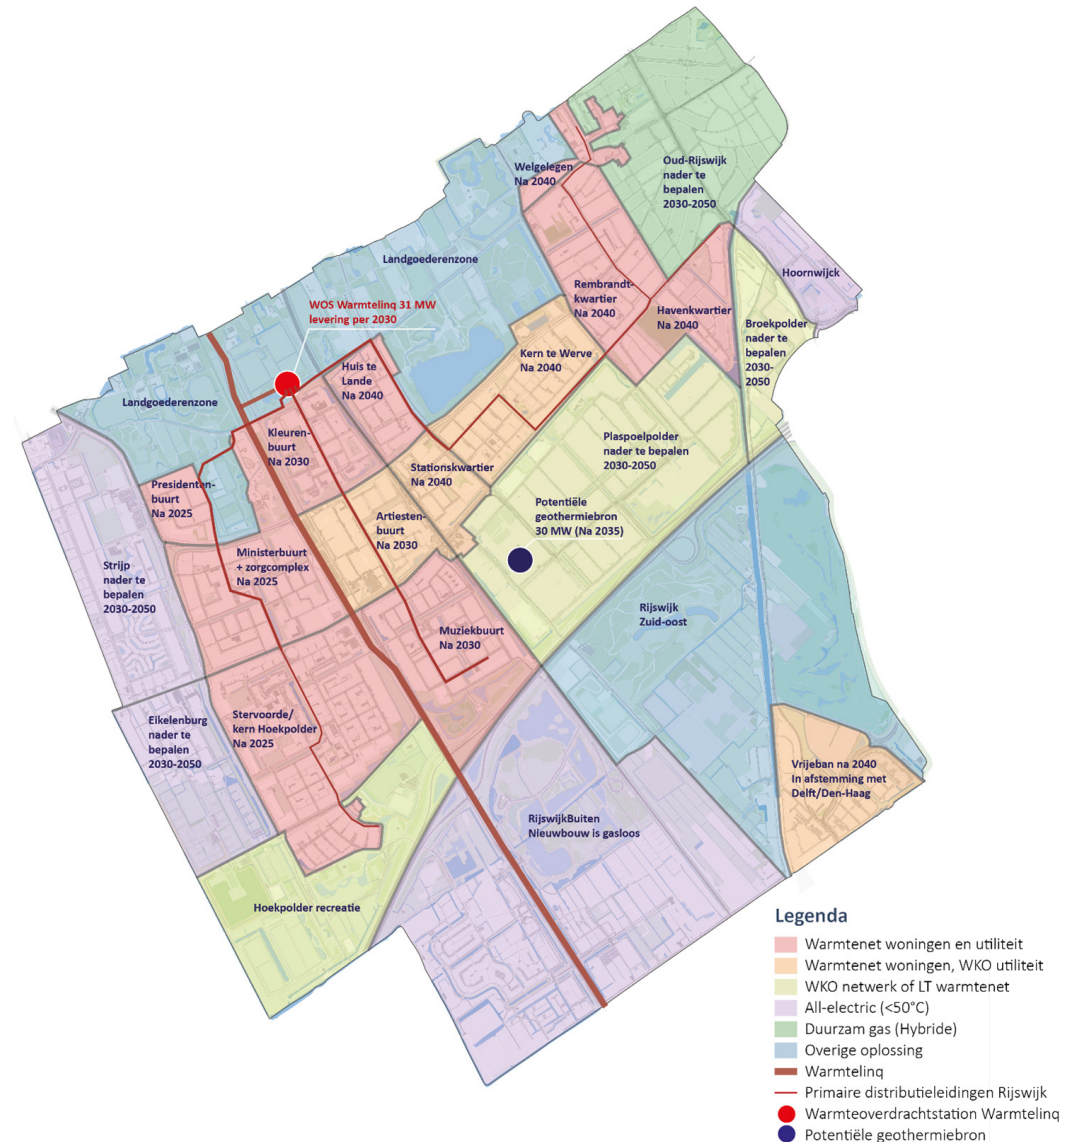 Welgelegen
Na 2040
Oud-Rijswijk
nader te
bepalen
2030-2050
Landgoederenzone
Hoornwijck
Rembrandt-
kwartier
Na 2040
Havenkwartier
Na 2040
Broekpolder
nader te
bepalen
2030-
2050
WOS Warmtelinq 31 MW
levering per 2030
Kern te Werve
Na 2040
Huis te
Lande
Na 2040
Landgoederenzone
Kleuren-
buurt
Na 2030
Plaspoelpolder
nader te bepalen
2030-2050
Stationskwartier
Na 2040
Presidenten-
buurt
Na 2025
Potentiële
geothermiebron
30 MW (Na 2035)
Artiesten-
buurt
Na 2030
Ministerbuurt
+ zorgcomplex
Na 2025
Strijp
nader te
bepalen
2030-2050
Rijswijk
Zuid-oost
Muziekbuurt
Na 2030
Stervoorde/
kern Hoekpolder
Na 2025
Eikelenburg
nader te
bepalen
2030-2050
Vrijeban na 2040
In afstemming met
Delft/Den-Haag
RijswijkBuiten
Nieuwbouw is gasloos
Hoekpolder recreatie
Legenda
Warmtenet woningen en utiliteit
Warmtenet woningen, WKO utiliteit
WKO netwerk of LT warmtenet
All-electric (<50°C)
Duurzam gas (Hybride)
Overige oplossing
Warmtelinq
Primaire distributieleidingen Rijswijk
Warmteoverdrachtstation Warmtelinq
Potentiële geothermiebron